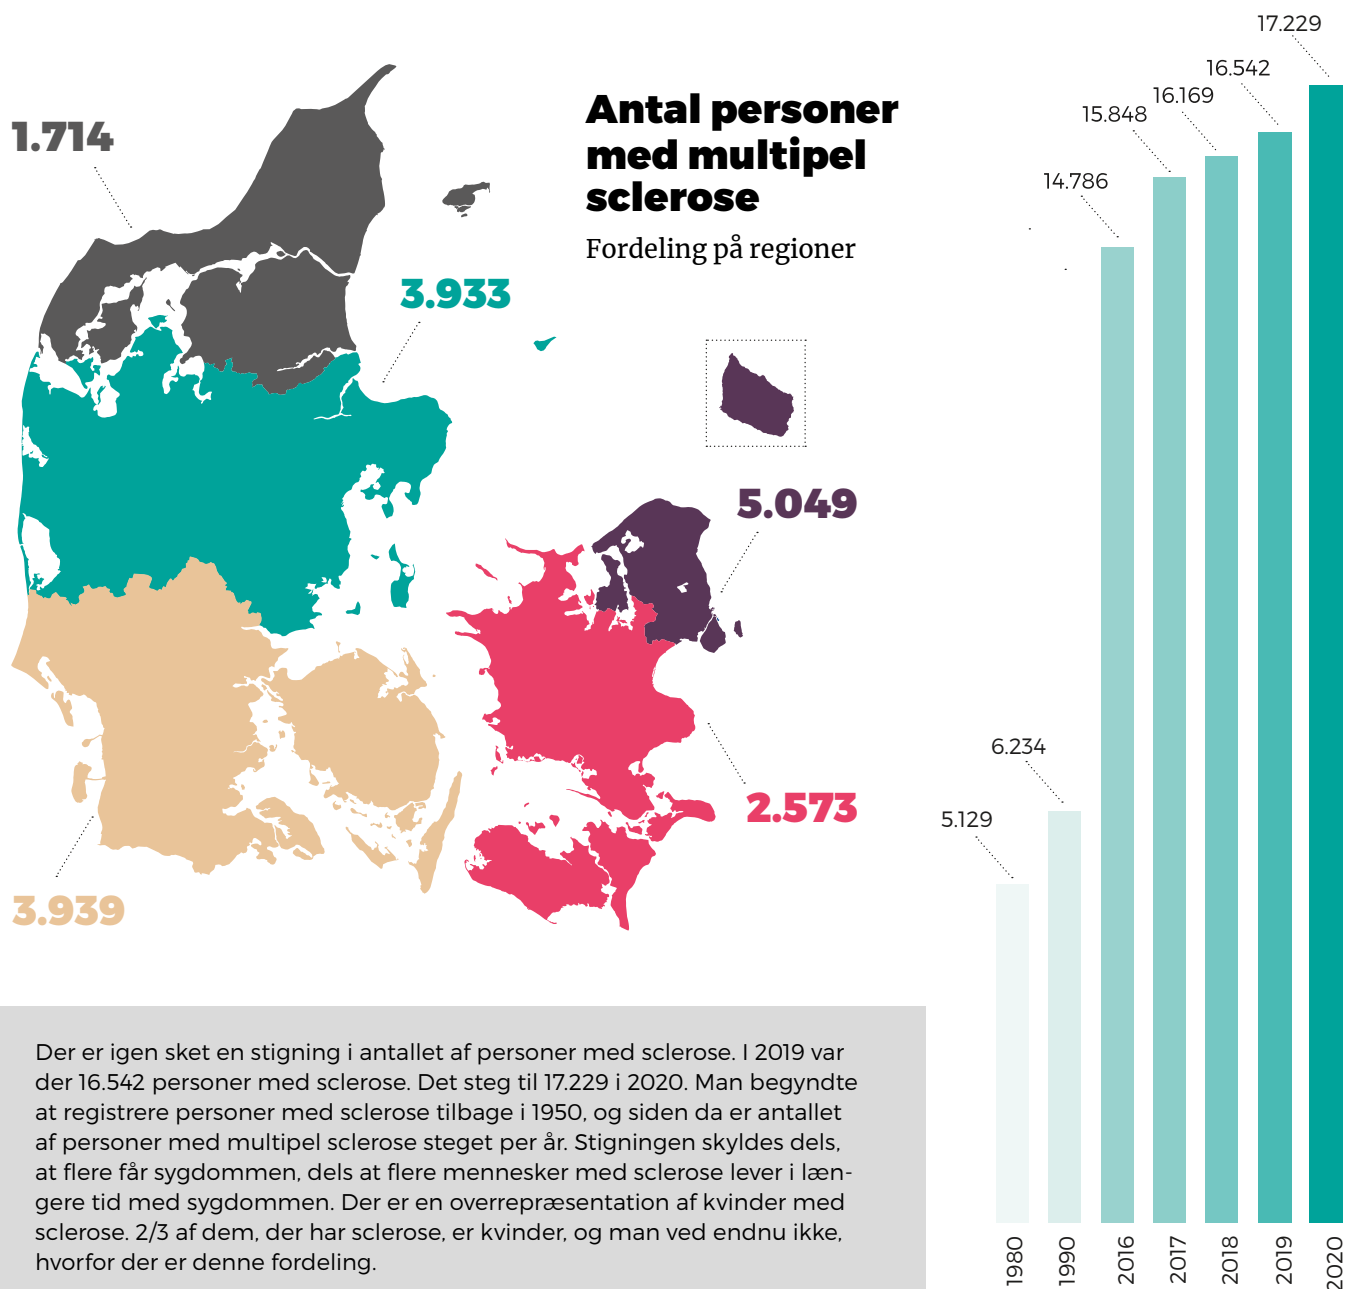 Antal personer
med multipel
sclerose
Fordeling på regioner
1.714
3.933
5.049
2.573
3.939
5.129
6.234
14.786
15.848
16.169
16.542
17.229
1980
1990
2016
2017
2018
2019
2020
Der er igen sket en stigning i antallet af personer med sclerose. I 2019 var
der 16.542 personer med sclerose. Det steg til 17.229 i 2020. Man begyndte
at registrere personer med sclerose tilbage i 1950, og siden da er antallet
af personer med multipel sclerose steget per år. Stigningen skyldes dels,
at flere får sygdommen, dels at flere mennesker med sclerose lever i læn-
gere tid med sygdommen. Der er en overrepræsentation af kvinder med
sclerose. 2/3 af dem, der har sclerose, er kvinder, og man ved endnu ikke,
hvorfor der er denne fordeling.